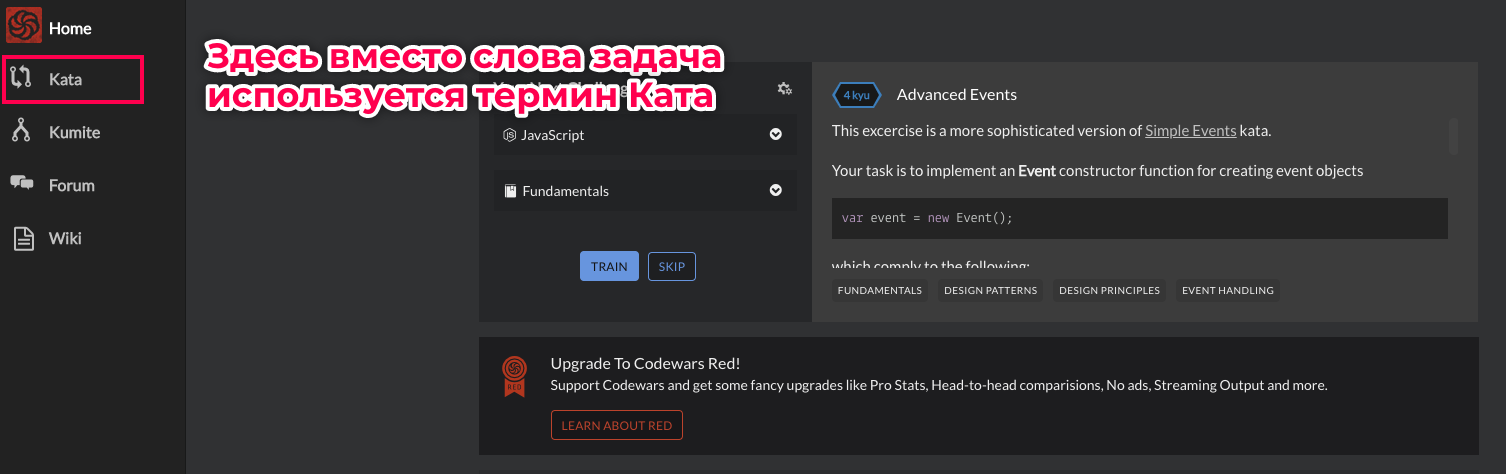 Home
Kata
Kumite
Forum
Wiki
Здесь вместо слова задача
используется термин Ката
JavaScript
Fundamentals
TRAIN
SKIP
4 kyu
Advanced Events
This excercise is a more sophisticated version of Simple Events kata.
Your task is to implement an Event constructor function for creating event objects
var event = new Event();
which comply to the following:
FUNDAMENTALS DESIGN PATTERNS DESIGN PRINCIPLES EVENT HANDLING
RED
Upgrade To Codewars Red!
Support Codewars and get some fancy upgrades like Pro Stats, Head-to-head comparisions, No ads, Streaming Output and more.
LEARN ABOUT RED